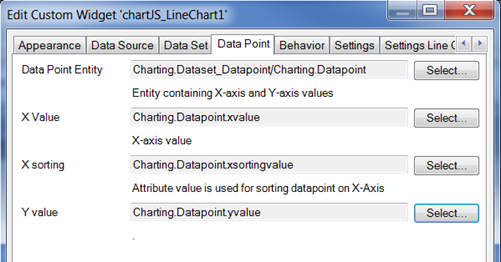 Edit Custom Widget 'chartJS_LineChart1'
Appearance Data Source Data Set Data Point Behavior Settings Settings Line C
Data Point Entity Charting.Dataset_Datapoint/Charting.Datapoint Select...
Entity containing X-axis and Y-axis values
X Value Charting.Datapoint.xvalue Select...
X-axis value
X sorting Charting.Datapoint.xsortingvalue Select...
Attribute value is used for sorting datapoint on X-Axis
Y value Charting.Datapoint.yvalue Select...
.